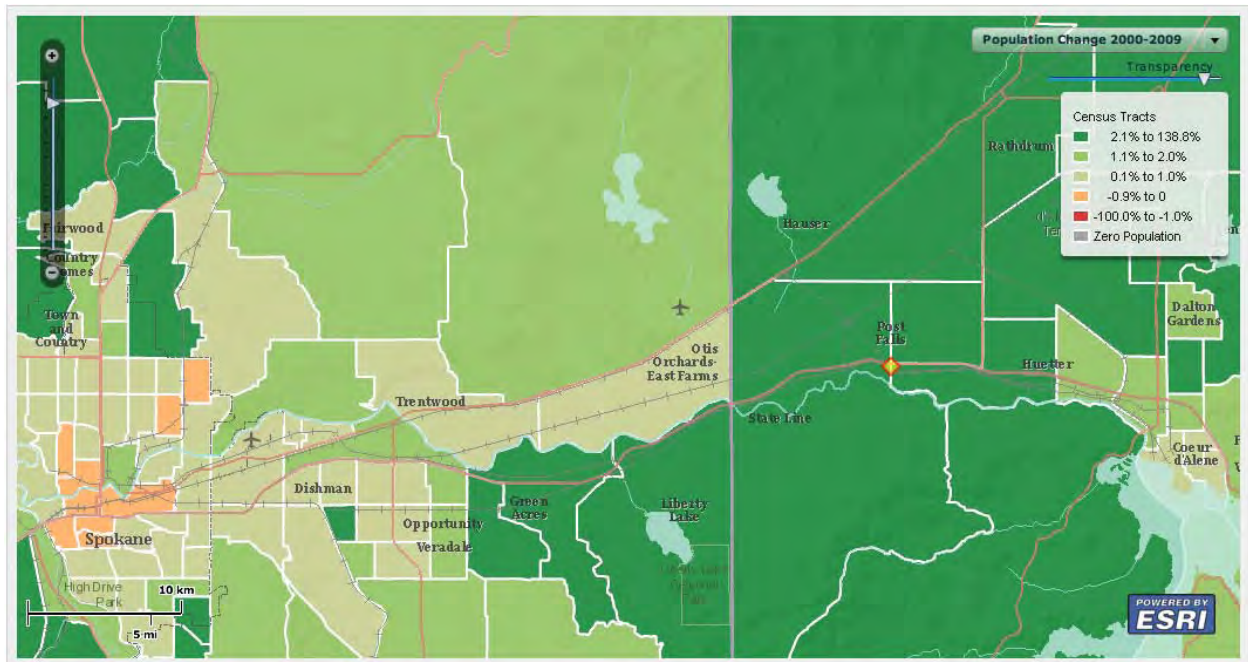 Population Change 2000-2009
Transparency
Census Tracts
2.1% to 138.8%
1.1% to 2.0%
0.1% to 1.0%
-0.9% to 0
-100.0% to -1.0%
Zero Population
Rathdrum
Hauser
Fairwood
Country
Homes
Town
and
Country
Dalton
Gardens
Post
Falls
Huetter
Otis
Orchards-
East Farms
Trentwood
State Line
Coeur
d'Alene
Dishman
Green
Acres
Liberty
Lake
Opportunity
Veradale
Spokane
High Drive
Park
10 km
5 mi
POWERED BY
ESRI